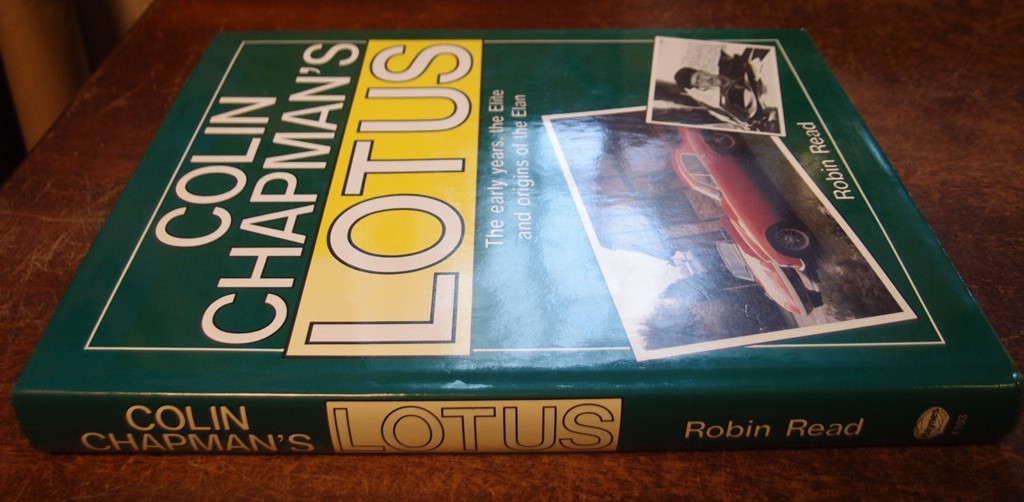 COLIN
CHAPMAN'S
LOTUS
The early years, the Elite
and origins of the Elan
Robin Read
COLIN
CHAPMAN'S
LOTUS
Robin Read